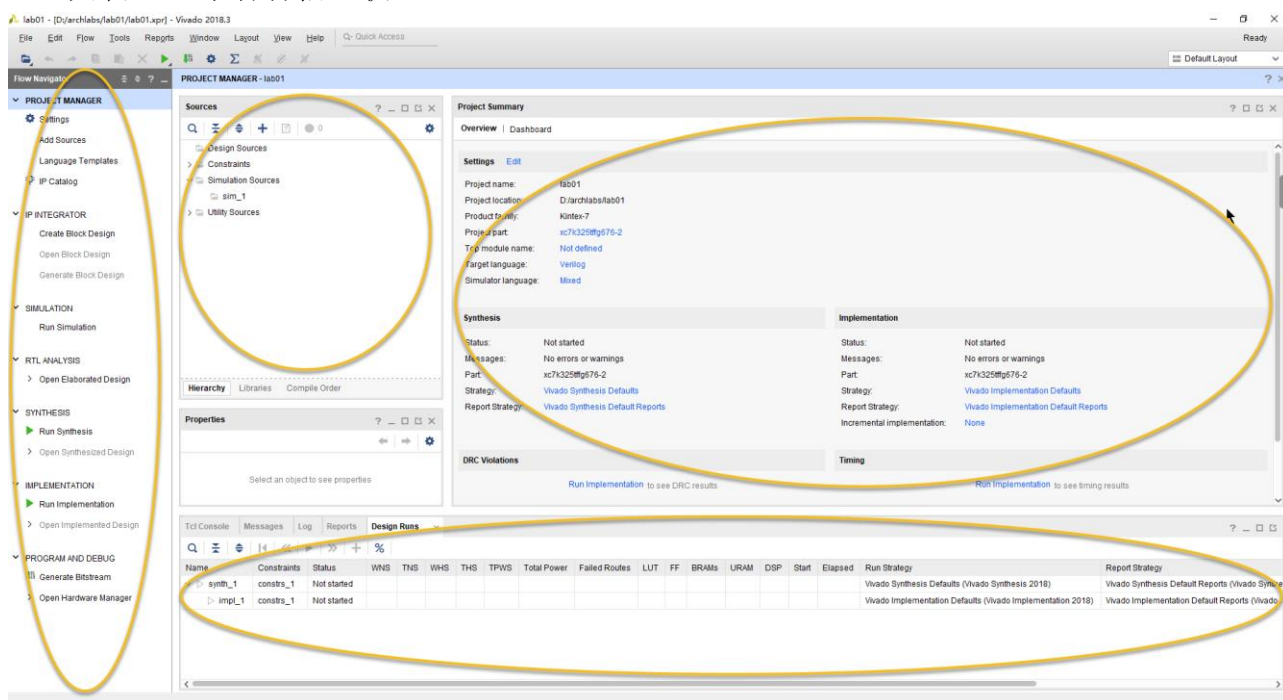 lab01 - [D:/archlabs/lab01/lab01.xpr] - Vivado 2018.3
File Edit Flow Tools Reports Window Layout View Help Q- Quick Access
Ready
Default Layout
Flow Navigator
PROJECT MANAGER
Settings
Add Sources
Language Templates
IP Catalog
IP INTEGRATOR
Create Block Design
Open Block Design
Generate Block Design
SIMULATION
Run Simulation
RTL ANALYSIS
Open Elaborated Design
SYNTHESIS
Run Synthesis
Open Synthesized Design
IMPLEMENTATION
Run Implementation
Open Implemented Design
PROGRAM AND DEBUG
Generate Bitstream
Open Hardware Manager
PROJECT MANAGER - lab01
Sources
0
Design Sources
Constraints
Simulation Sources
sim_1
Utility Sources
Hierarchy Libraries Compile Order
Properties
Select an object to see properties
Project Summary
Overview | Dashboard
Settings Edit
Project name: lab01
Project location: D:/archlabs/lab01
Product family: Kintex-7
Project part: xc7k325tffg676-2
Top module name: Not defined
Target language: Verilog
Simulator language: Mixed
Synthesis
Status: Not started
Messages: No errors or warnings
Part: xc7k325tffg676-2
Strategy: Vivado Synthesis Defaults
Report Strategy: Vivado Synthesis Default Reports
Implementation
Status: Not started
Messages: No errors or warnings
Part: xc7k325tffg676-2
Strategy: Vivado Implementation Defaults
Report Strategy: Vivado Implementation Default Reports
Incremental implementation: None
DRC Violations
Run Implementation to see DRC results
Timing
Run Implementation to see timing results
Tcl Console Messages Log Reports Design Runs
Name Constraints Status WNS TNS WHS THS TPWS Total Power Failed Routes LUT FF BRAMs URAM DSP Start Elapsed Run Strategy Report Strategy
synth_1 constrs_1 Not started Vivado Synthesis Defaults (Vivado Synthesis 2018) Vivado Synthesis Default Reports (Vivado Synthe
impl_1 constrs_1 Not started Vivado Implementation Defaults (Vivado Implementation 2018) Vivado Implementation Default Reports (Vivado